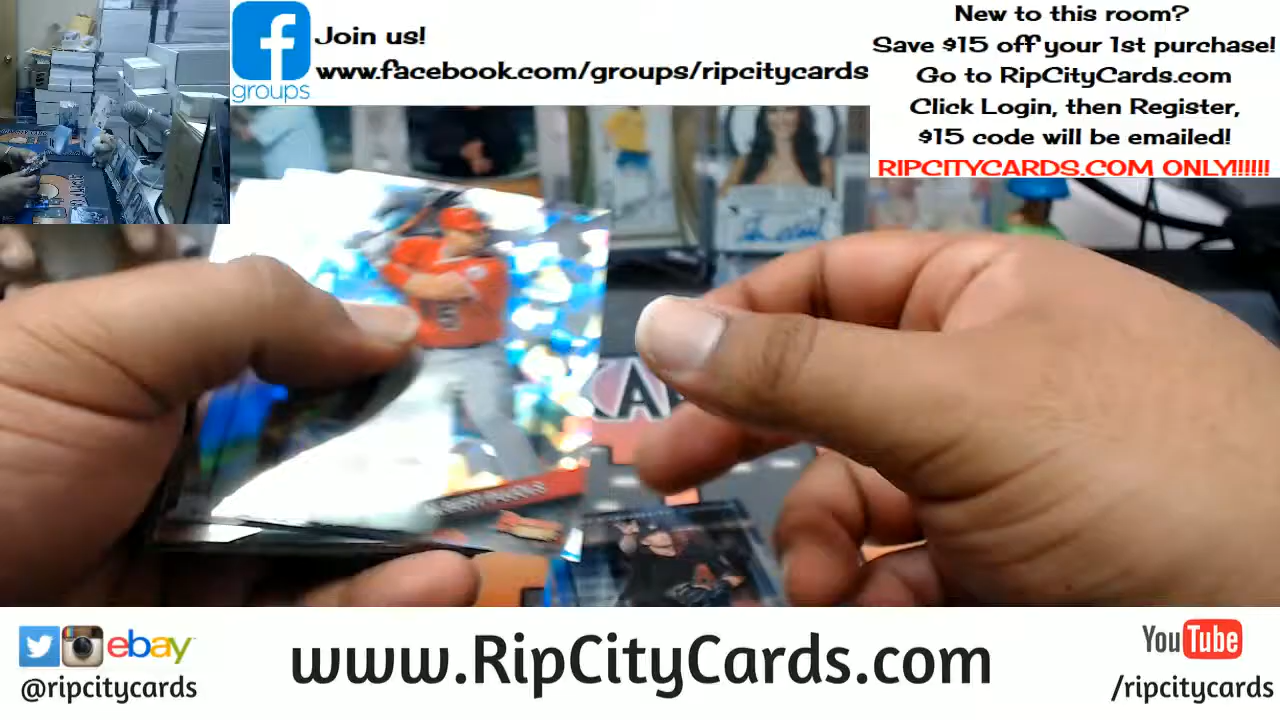 Join us!
www.facebook.com/groups/ripcitycards
groups
New to this room?
Save $15 off your 1st purchase!
Go to RipCityCards.com
Click Login, then Register,
$15 code will be emailed!
RIPCITYCARDS.COM ONLY!!!!!!
5
A
ebay
@ripcitycards
www.RipCityCards.com
YouTube
/ripcitycards